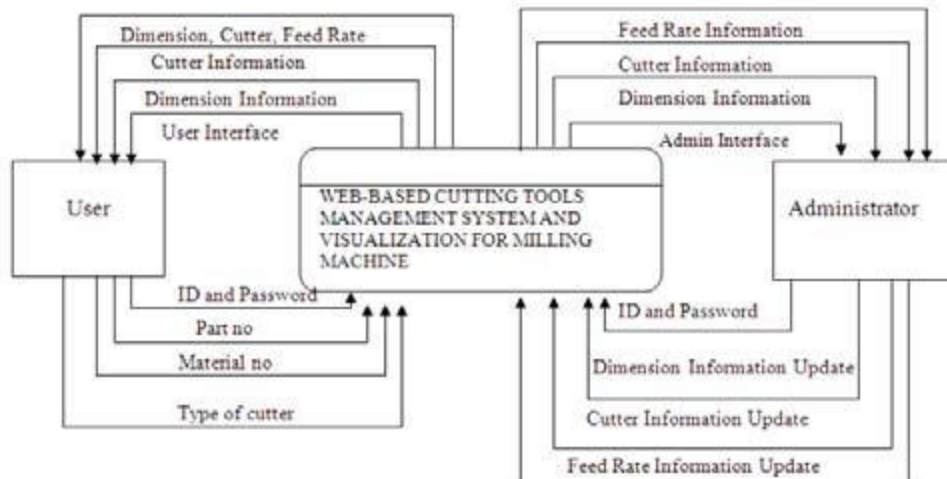 Dimension, Cutter, Feed Rate
Cutter Information
Dimension Information
User Interface
Feed Rate Information
Cutter Information
Dimension Information
Admin Interface
User
WEB-BASED CUTTING TOOLS
MANAGEMENT SYSTEM AND
VISUALIZATION FOR MILLING
MACHINE
Administrator
ID and Password
Part no
Material no
Type of cutter
ID and Password
Dimension Information Update
Cutter Information Update
Feed Rate Information Update